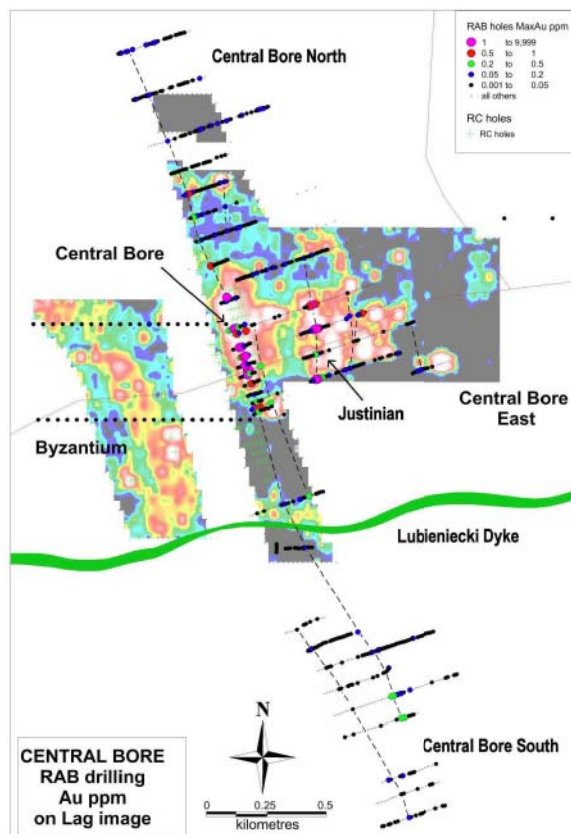 Central Bore North
RAB holes MaxAu ppm
1 to 9,999
0.5 to 1
0.2 to 0.5
0.05 to 0.2
0.001 to 0.05
all others
RC holes
RC holes
Central Bore
Justinian
Central Bore
East
Byzantium
Lubieniecki Dyke
Central Bore South
N
0 0.25 0.5
kilometres
CENTRAL BORE
RAB drilling
Au ppm
on Lag image